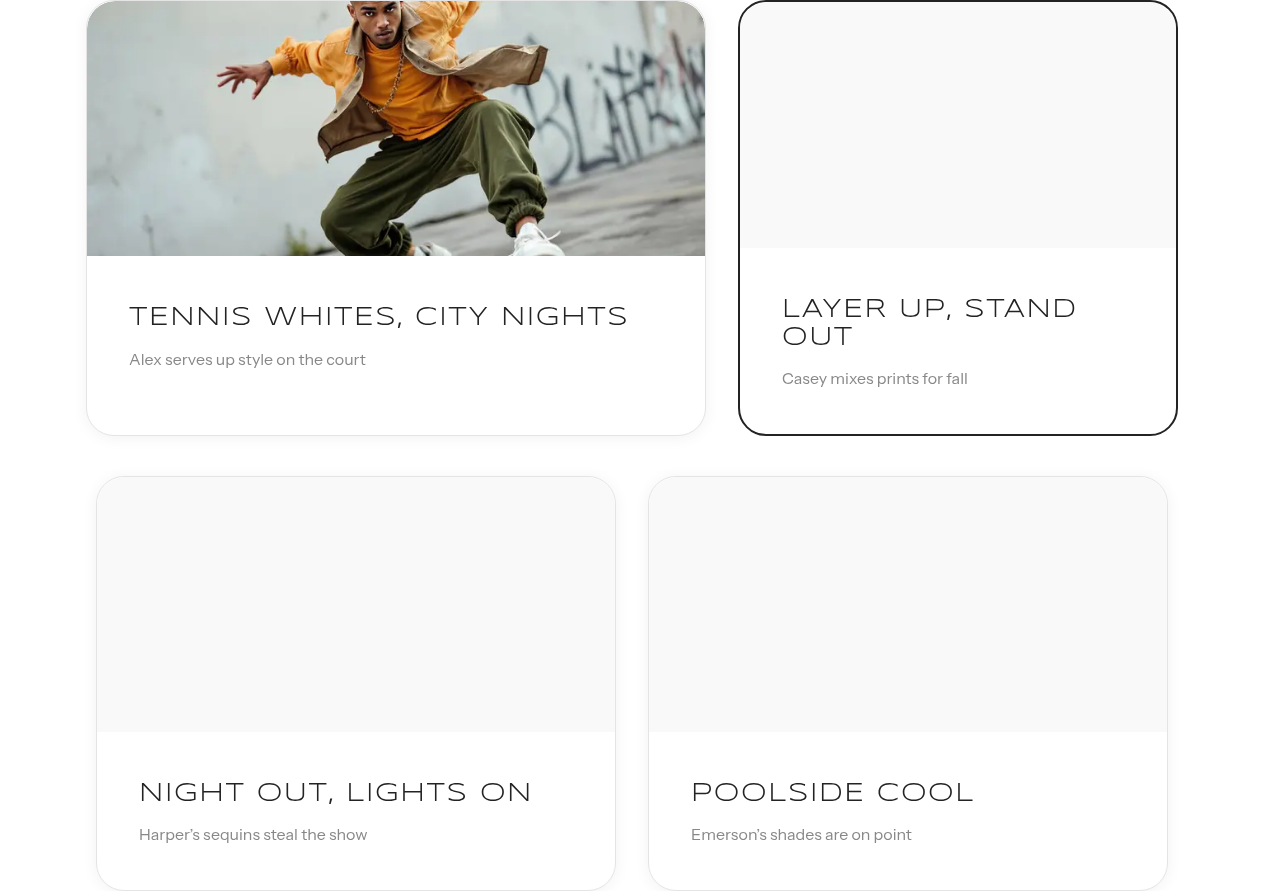 TENNIS WHITES, CITY NIGHTS
Alex serves up style on the court
LAYER UP, STAND
OUT
Casey mixes prints for fall
NIGHT OUT, LIGHTS ON
Harper’s sequins steal the show
POOLSIDE COOL
Emerson’s shades are on point